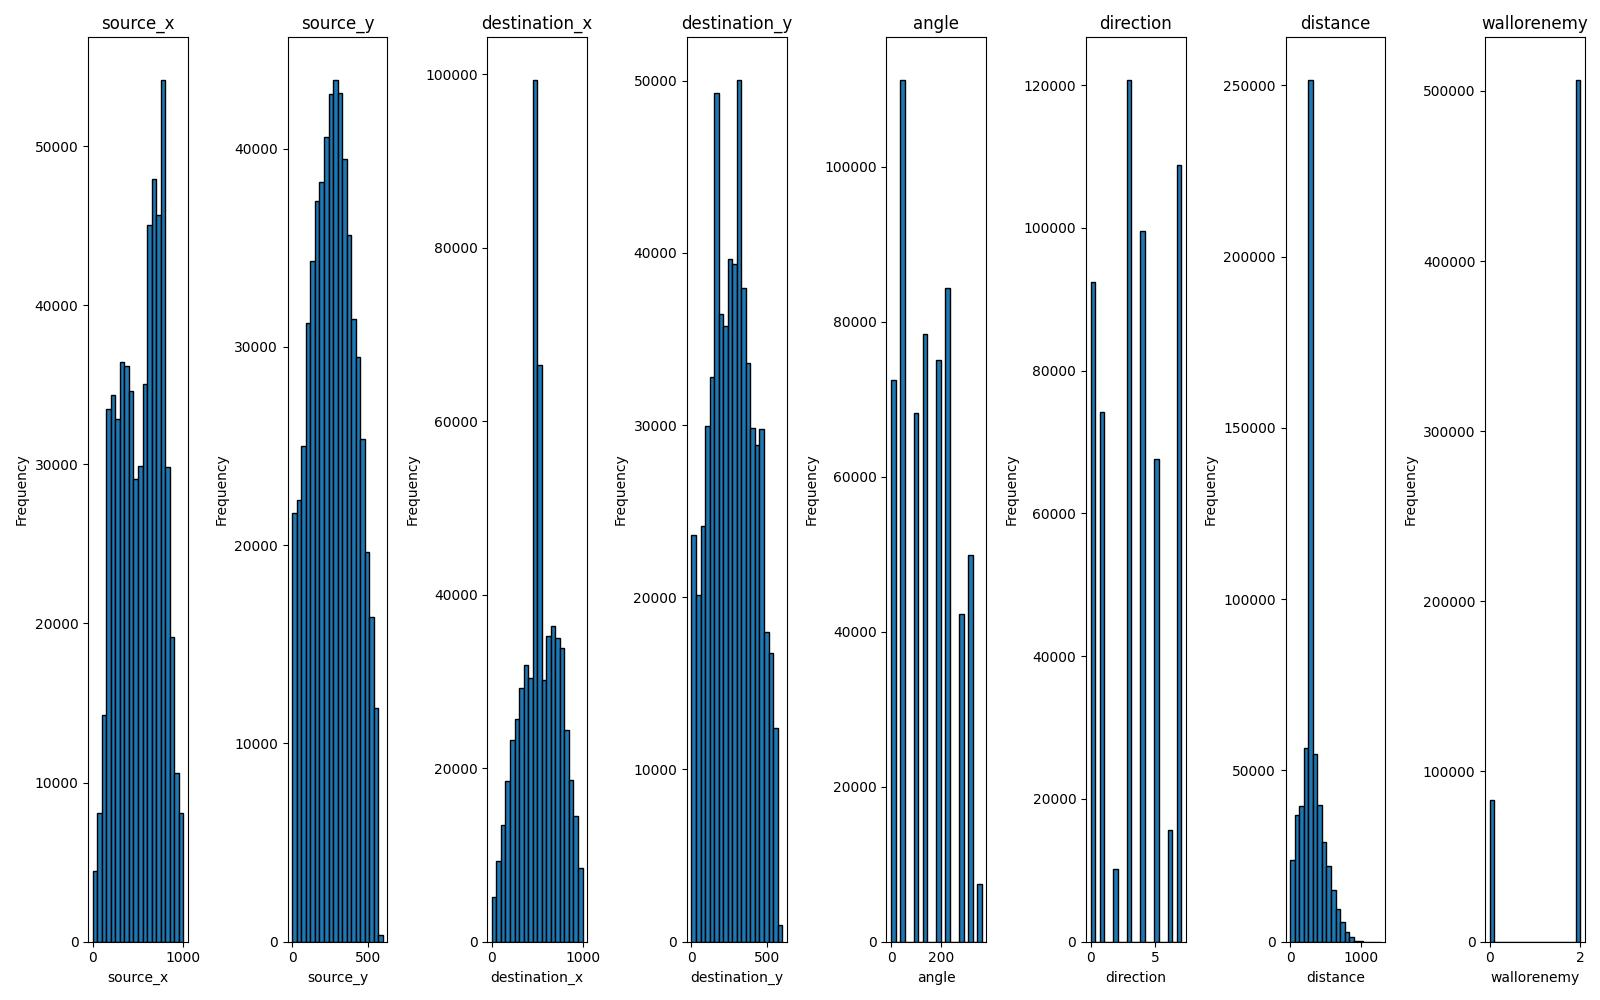 source_x
source_y
destination_x
destination_y
angle
direction
distance
wallorenemy
Frequency
50000
40000
30000
20000
10000
0
0
1000
source_x
Frequency
40000
30000
20000
10000
0
0
500
source_y
Frequency
100000
80000
60000
40000
20000
0
0
1000
destination_x
Frequency
50000
40000
30000
20000
10000
0
0
500
destination_y
Frequency
100000
80000
60000
40000
20000
0
0
200
angle
Frequency
120000
100000
80000
60000
40000
20000
0
0
5
direction
Frequency
250000
200000
150000
100000
50000
0
0
1000
distance
Frequency
500000
400000
300000
200000
100000
0
0
2
wallorenemy